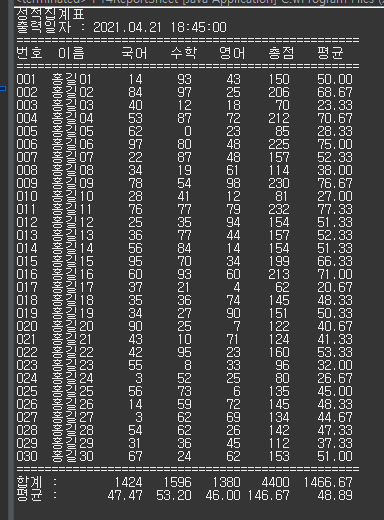 성적집계표
출력일자 : 2021.04.21 18:45:00
번호 이름 국어 수학 영어 총점 평균
001 홍길01 14 93 43 150 50.00
002 홍길02 84 97 25 206 68.67
003 홍길03 40 12 18 70 23.33
004 홍길04 53 87 72 212 70.67
005 홍길05 62 0 23 85 28.33
006 홍길06 97 80 48 225 75.00
007 홍길07 22 87 48 157 52.33
008 홍길08 34 19 61 114 38.00
009 홍길09 78 54 98 230 76.67
010 홍길10 28 41 12 81 27.00
011 홍길11 76 77 79 232 77.33
012 홍길12 25 35 94 154 51.33
013 홍길13 36 77 44 157 52.33
014 홍길14 56 84 14 154 51.33
015 홍길15 95 70 34 199 66.33
016 홍길16 60 93 60 213 71.00
017 홍길17 37 21 4 62 20.67
018 홍길18 35 36 74 145 48.33
019 홍길19 34 27 90 151 50.33
020 홍길20 90 25 7 122 40.67
021 홍길21 43 10 71 124 41.33
022 홍길22 42 95 23 160 53.33
023 홍길23 55 8 33 96 32.00
024 홍길24 3 52 25 80 26.67
025 홍길25 56 73 6 135 45.00
026 홍길26 14 59 72 145 48.33
027 홍길27 3 62 69 134 44.67
028 홍길28 54 62 26 142 47.33
029 홍길29 31 36 45 112 37.33
030 홍길30 67 24 62 153 51.00
합계 : 1424 1596 1380 4400 1466.67
평균 : 47.47 53.20 46.00 146.67 48.89